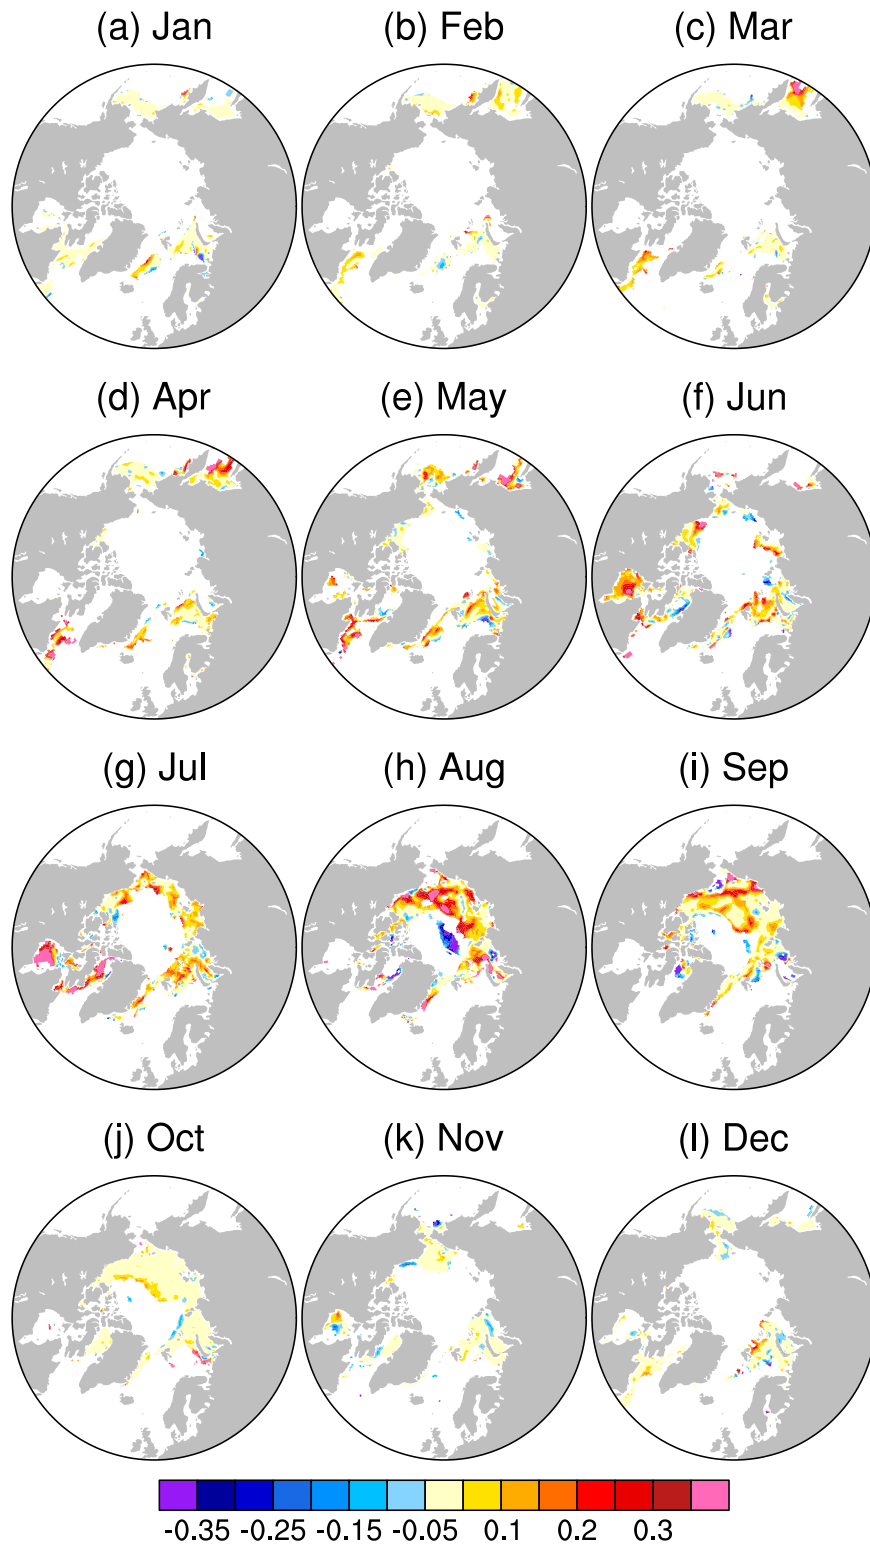 (a) Jan (b) Feb (c) Mar
(d) Apr (e) May (f) Jun
(g) Jul (h) Aug (i) Sep
(j) Oct (k) Nov (l) Dec
-0.35 -0.25 -0.15 -0.05 0.1 0.2 0.3